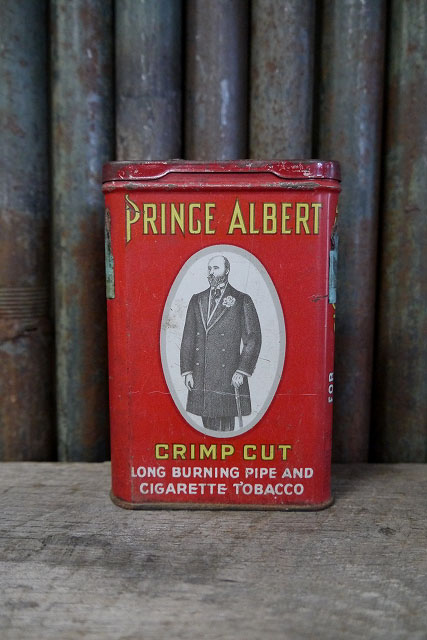 PRINCE ALBERT
CRIMP CUT
LONG BURNING PIPE AND
CIGARETTE TOBACCO
FOR